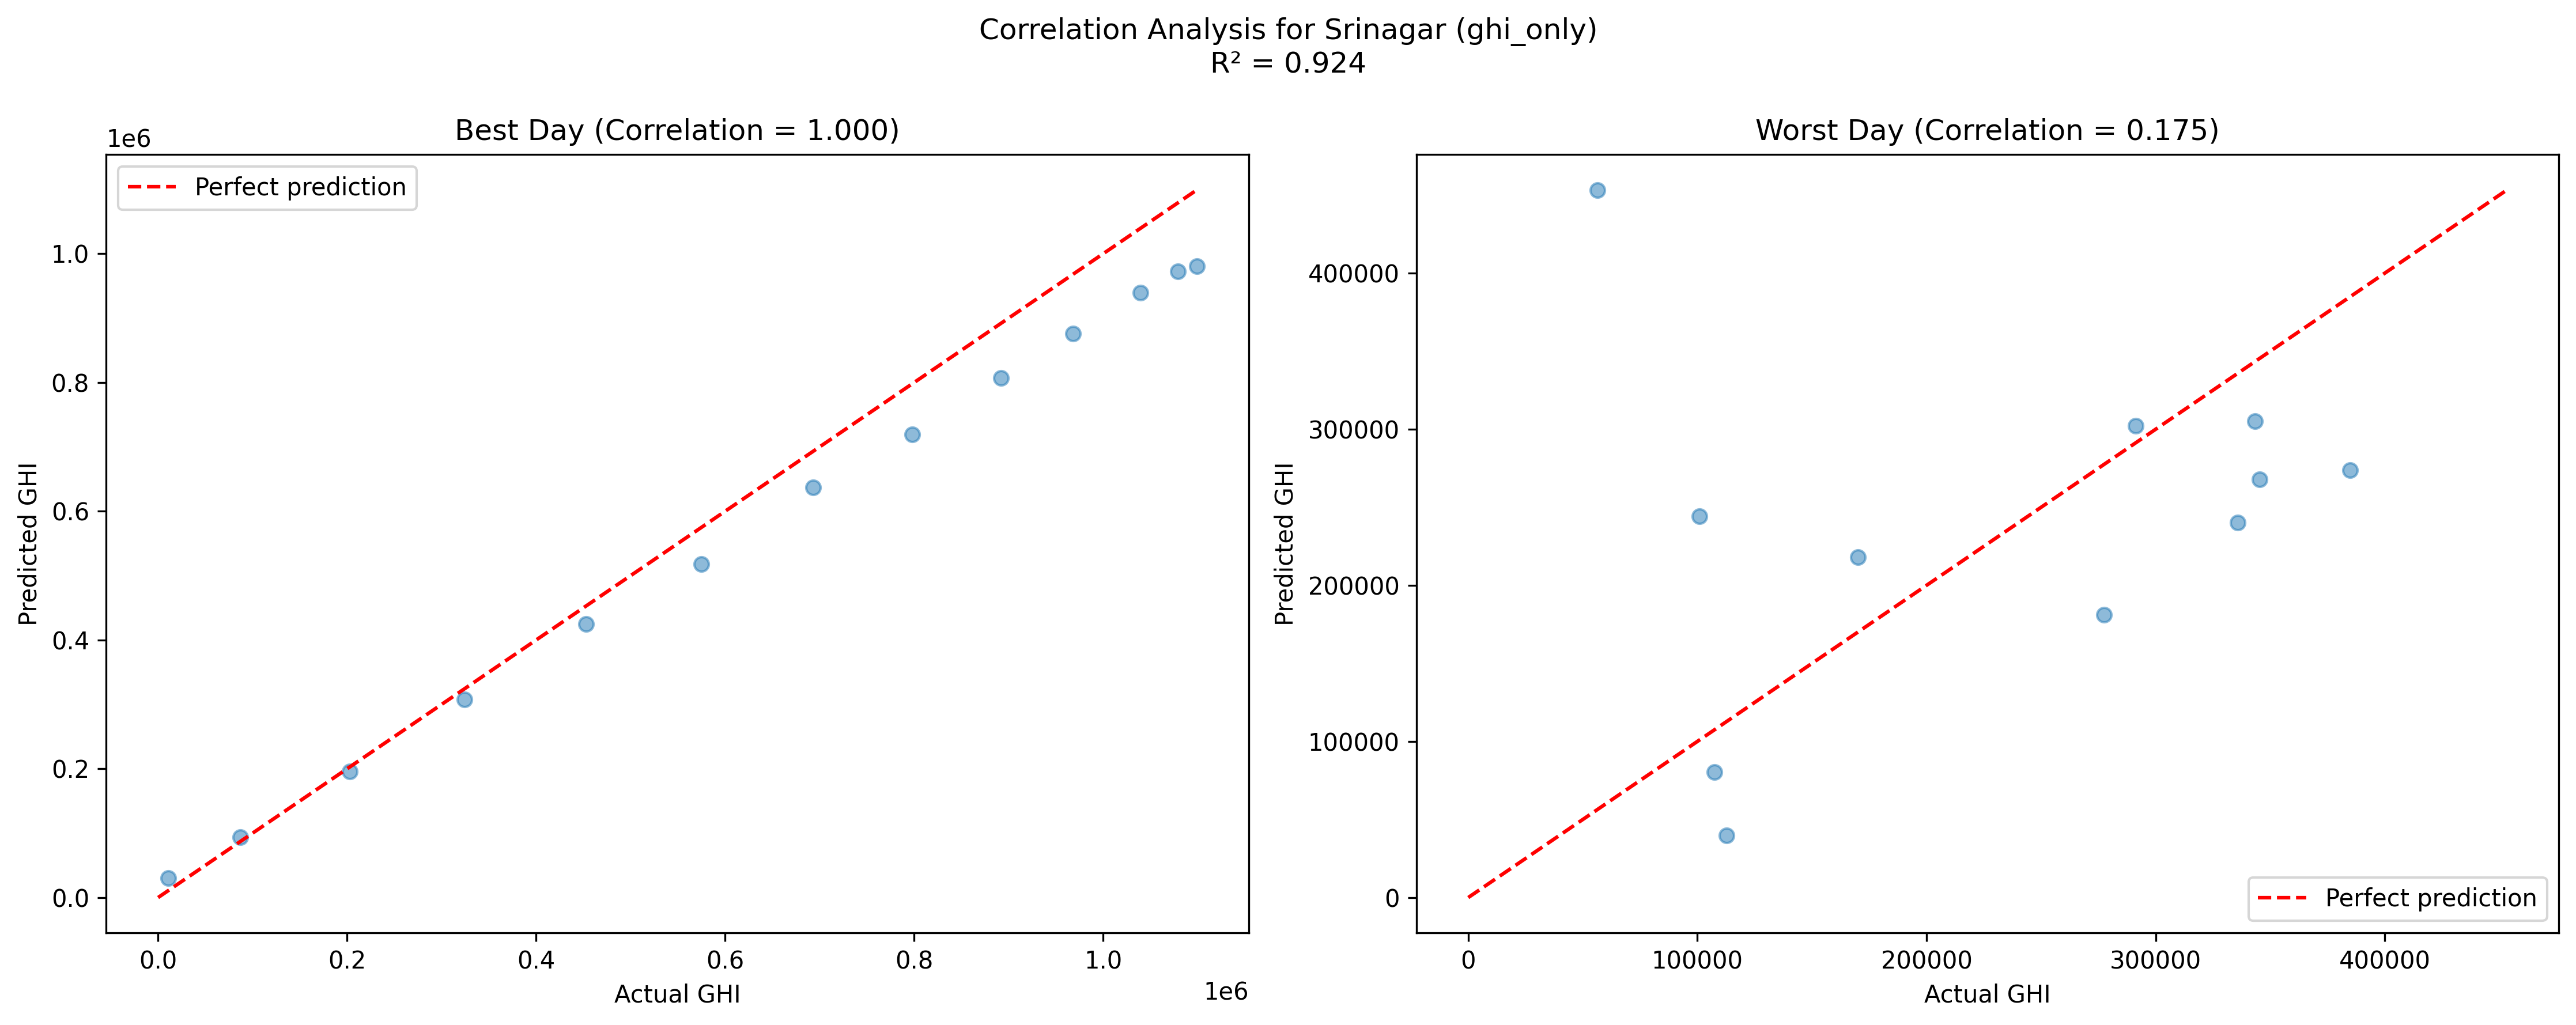 Correlation Analysis for Srinagar (ghi_only)
R² = 0.924
Best Day (Correlation = 1.000)
1e6
Perfect prediction
1.0
0.8
0.6
0.4
0.2
0.0
Predicted GHI
0.0 0.2 0.4 0.6 0.8 1.0
1e6
Actual GHI
Worst Day (Correlation = 0.175)
400000
300000
200000
100000
0
Predicted GHI
Perfect prediction
0 100000 200000 300000 400000
Actual GHI